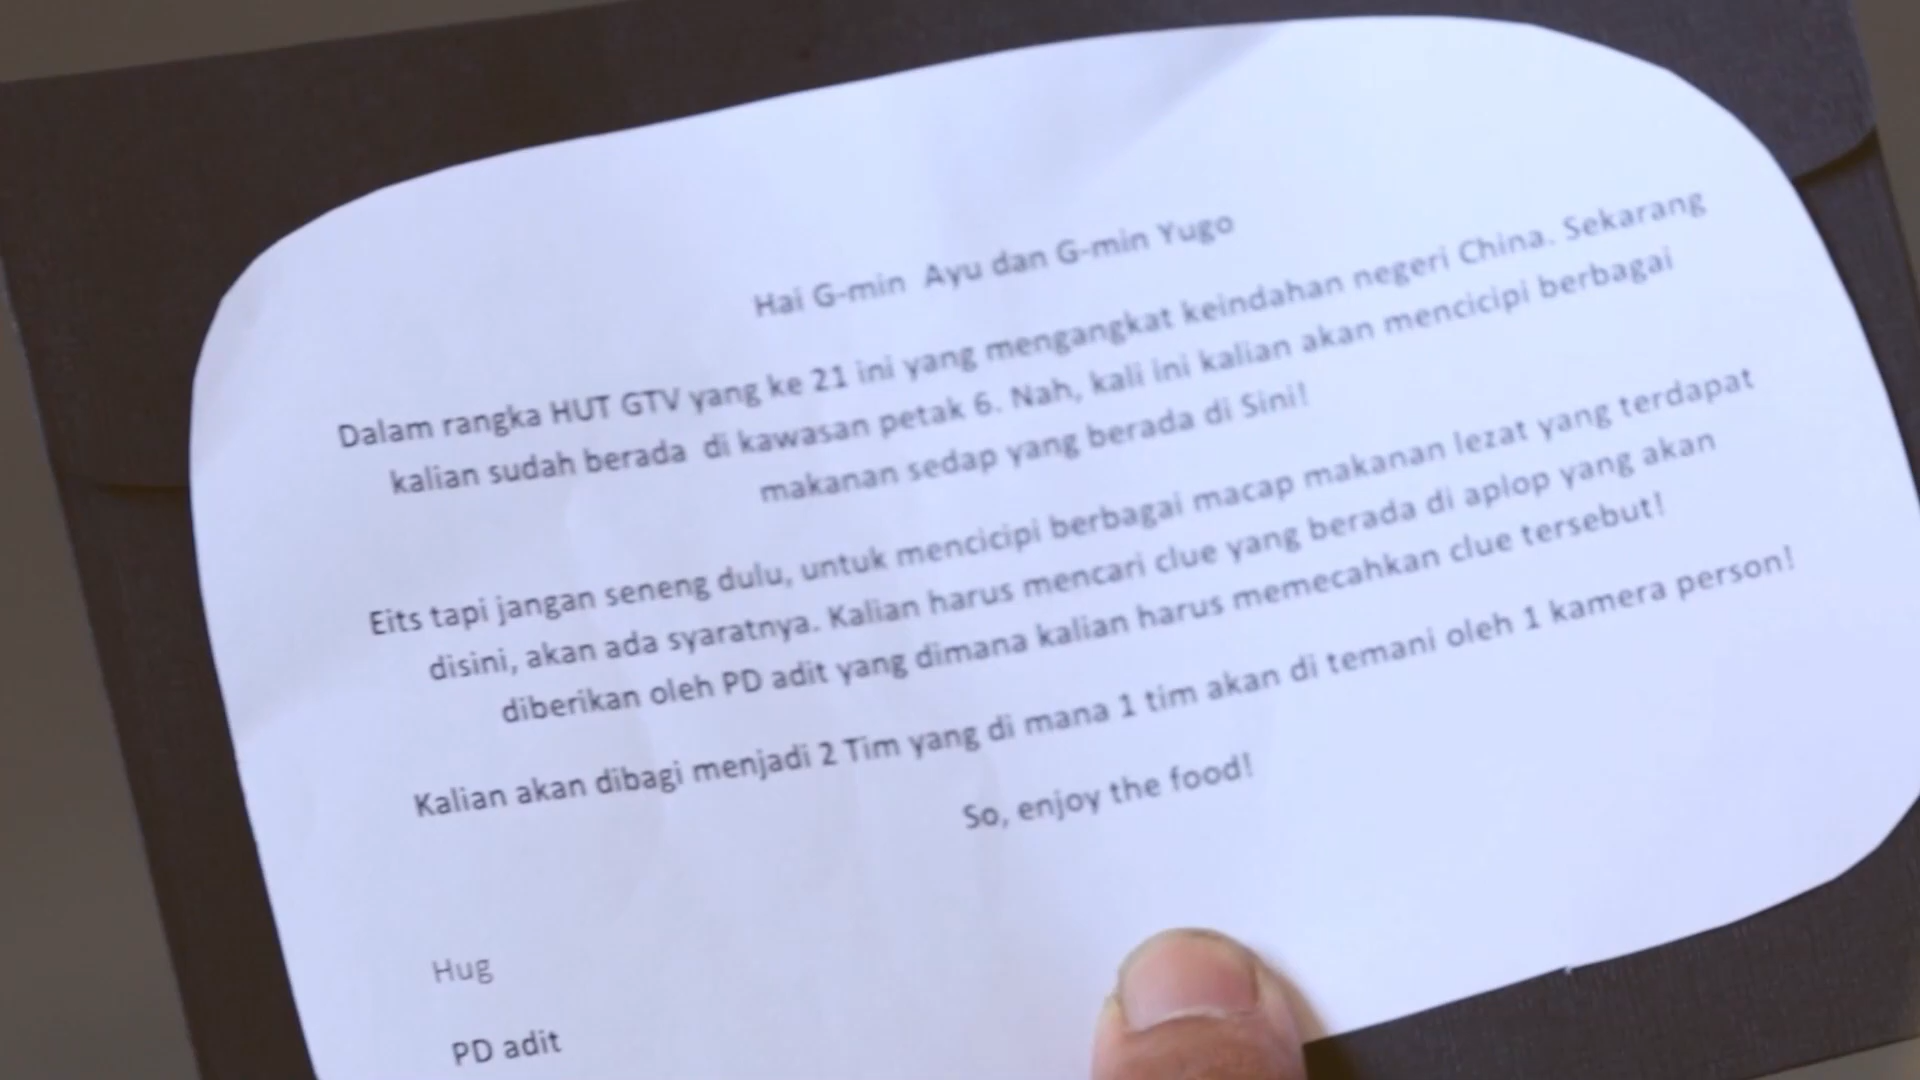 Hai G-min Ayu dan G-min Yugo
Dalam rangka HUT GTV yang ke 21 ini yang mengangkat keindahan negeri China. Sekarang
kalian sudah berada di kawasan petak 6. Nah, kali ini kalian akan mencicipi berbagai
makanan sedap yang berada di Sini!
Eits tapi jangan seneng dulu, untuk mencicipi berbagai macap makanan lezat yang terdapat
disini, akan ada syaratnya. Kalian harus mencari clue yang berada di aplop yang akan
diberikan oleh PD adit yang dimana kalian harus memecahkan clue tersebut!
Kalian akan dibagi menjadi 2 Tim yang di mana 1 tim akan di temani oleh 1 kamera person!
So, enjoy the food!
Hug
PD adit